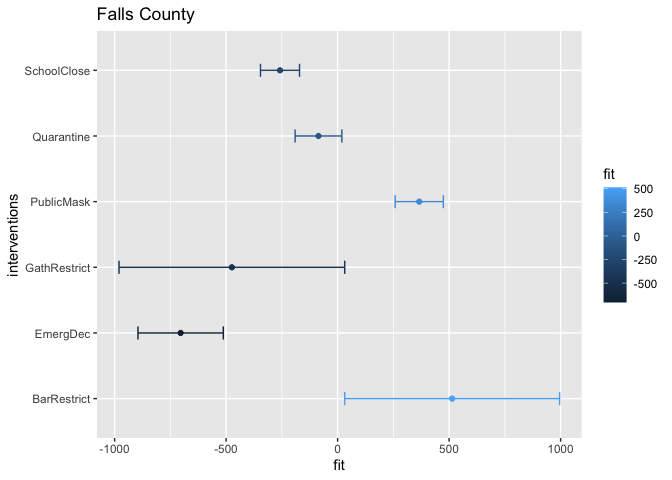 Falls County
SchoolClose
Quarantine
PublicMask
GathRestrict
EmergDec
BarRestrict
interventions
-1000
-500
0
500
1000
fit
fit
500
250
0
-250
-500